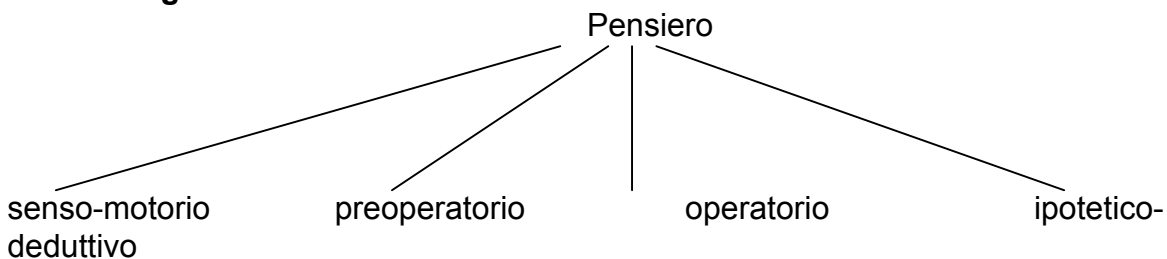 Pensiero
senso-motorio preoperatorio operatorio ipotetico-
deduttivo